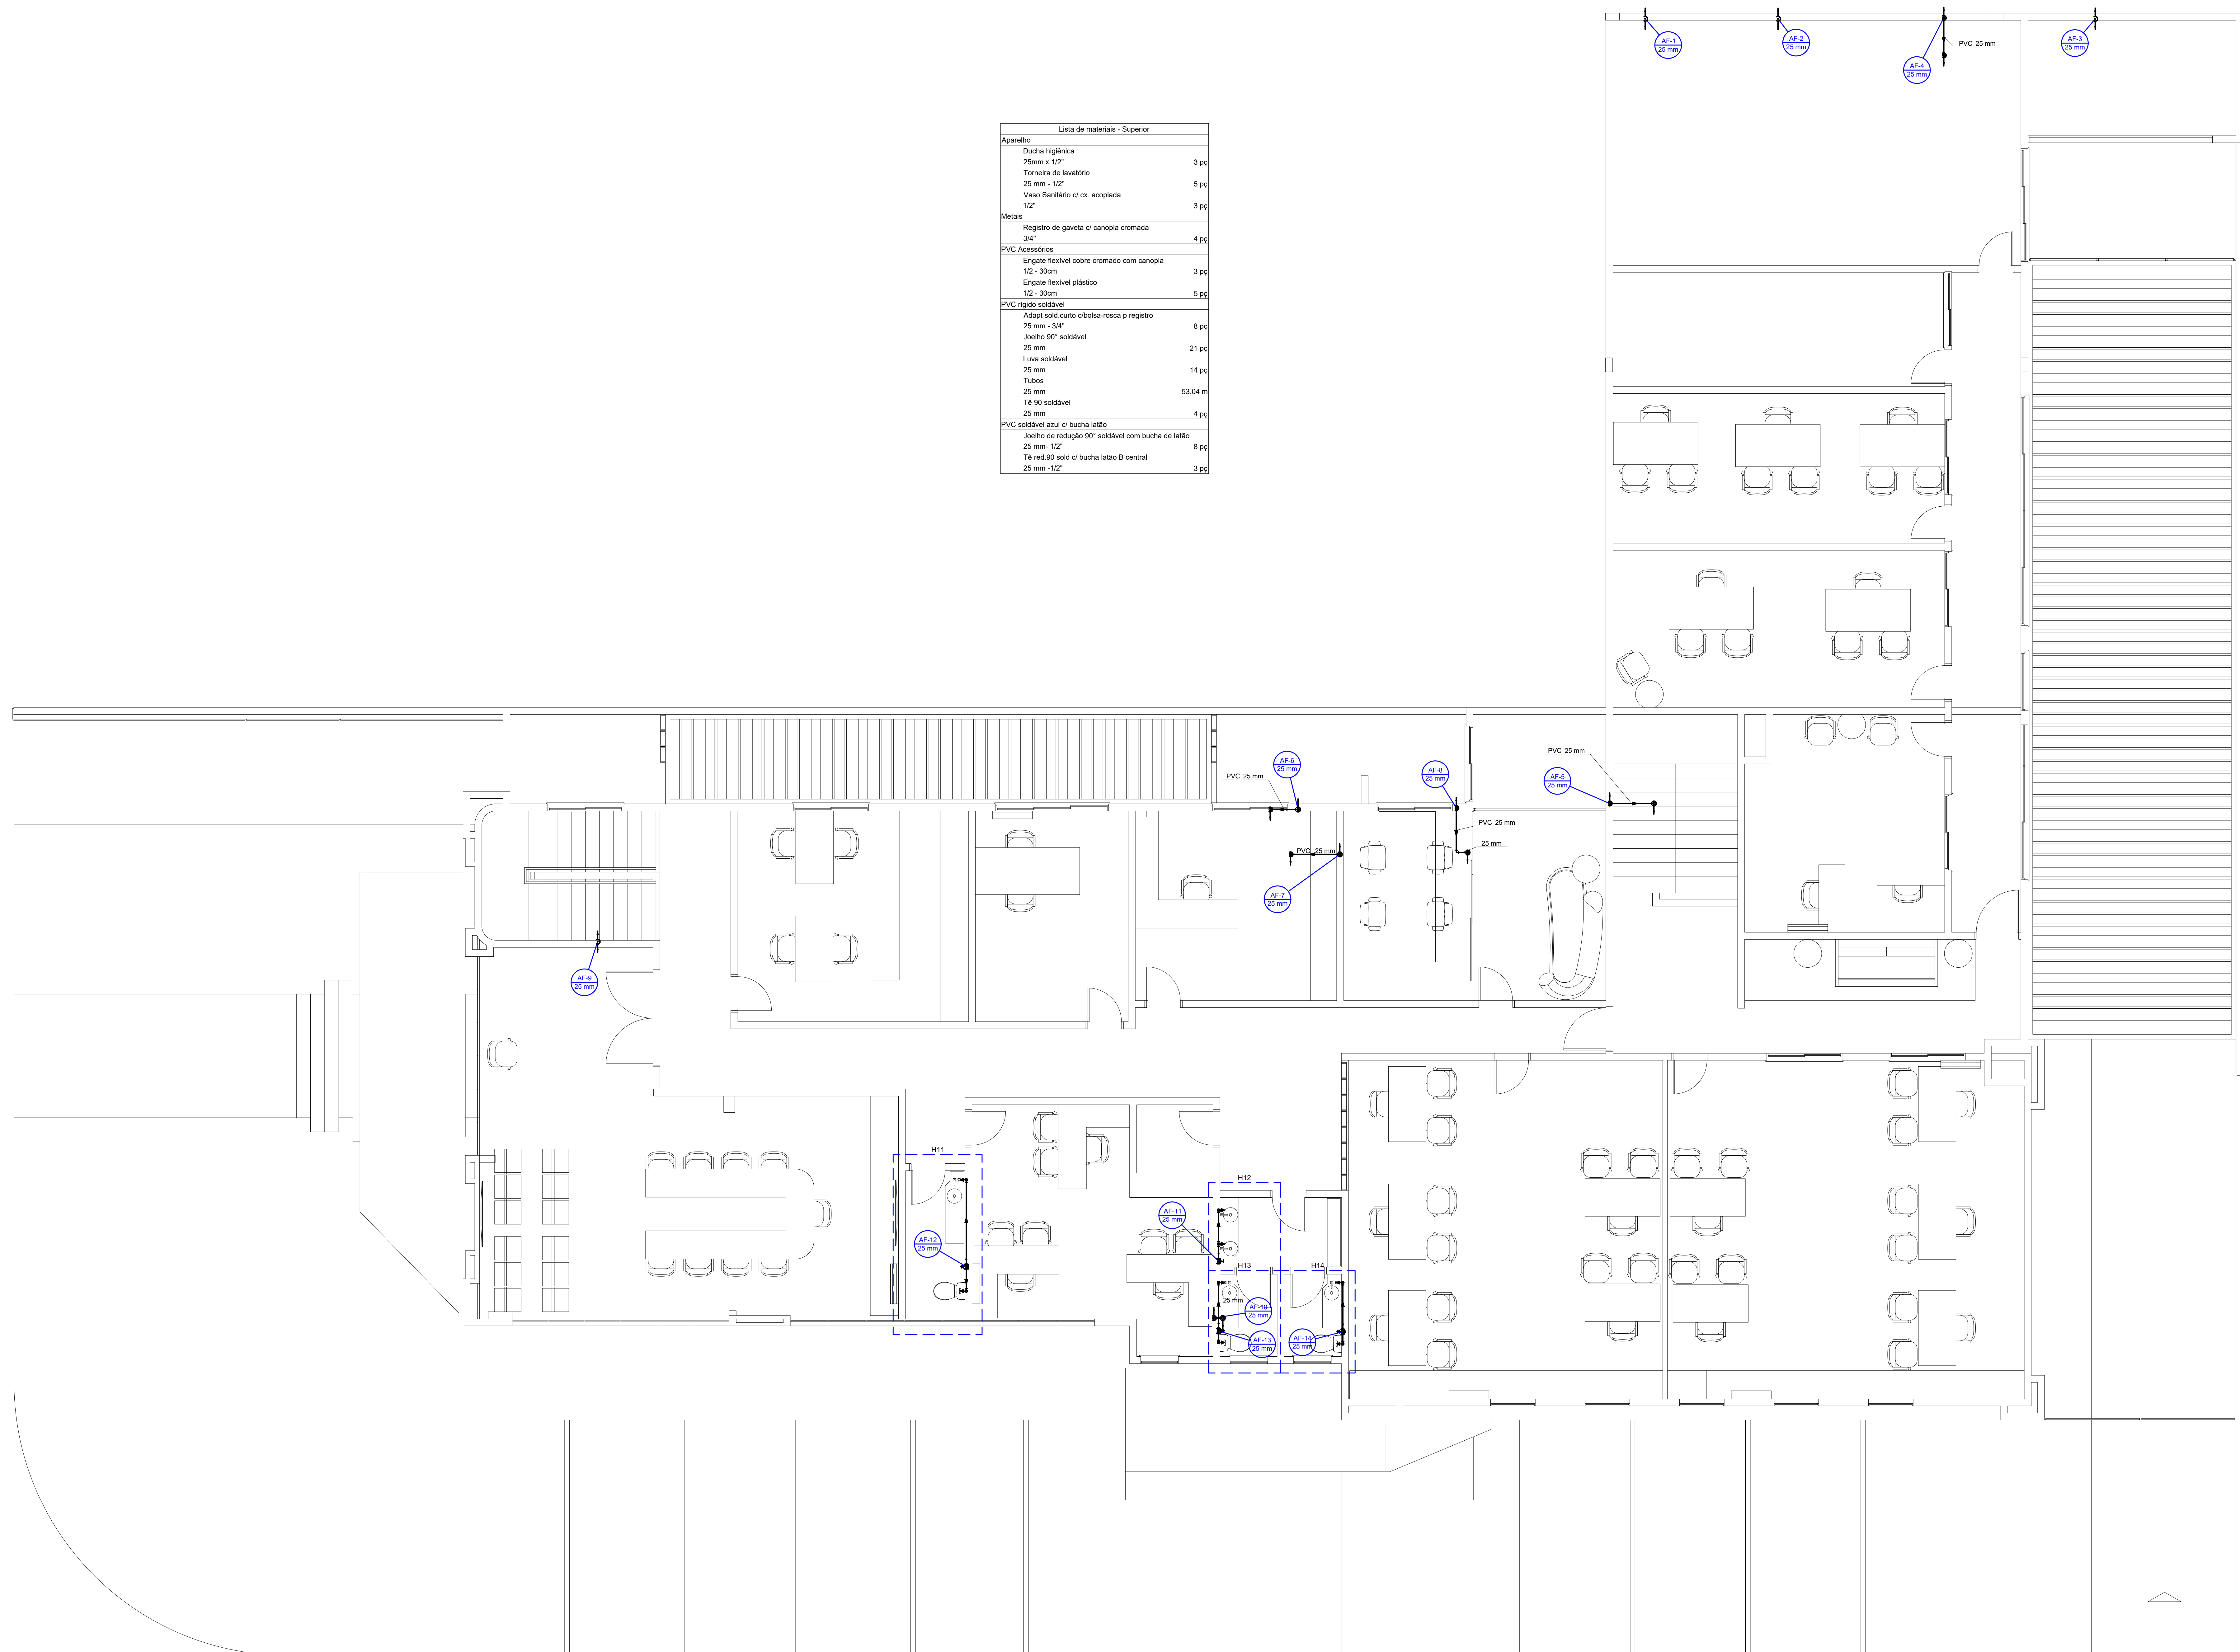 AF-1
25 mm
AF-2
25 mm
AF-4
25 mm
PVC 25 mm
AF-3
25 mm
Lista de materiais - Superior
Aparelho
Ducha higiênica
25mm x 1/2" 3 pç
Torneira de lavatório
25 mm - 1/2" 5 pç
Vaso Sanitário c/ cx. acoplada
1/2" 3 pç
Metais
Registro de gaveta c/ canopla cromada
3/4" 4 pç
PVC Acessórios
Engate flexível cobre cromado com canopla
1/2 - 30cm 3 pç
Engate flexível plástico
1/2 - 30cm 5 pç
PVC rígido soldável
Adapt sold.curto c/bolsa-rosca p registro
25 mm - 3/4" 8 pç
Joelho 90° soldável
25 mm 21 pç
Luva soldável
25 mm 14 pç
Tubos
25 mm 53.04 m
Tê 90 soldável
25 mm 4 pç
PVC soldável azul c/ bucha latão
Joelho de redução 90° soldável com bucha de latão
25 mm- 1/2" 8 pç
Tê red.90 sold c/ bucha latão B central
25 mm -1/2" 3 pç
PVC 25 mm
AF-6
25 mm
AF-8
25 mm
PVC 25 mm
AF-5
25 mm
PVC 25 mm
25 mm
PVC 25 mm
AF-7
25 mm
AF-9
25 mm
H11
H12
AF-11
25 mm
AF-12
25 mm
H13
H14
25 mm
AF-10
25 mm
AF-13
25 mm
AF-14
25 mm